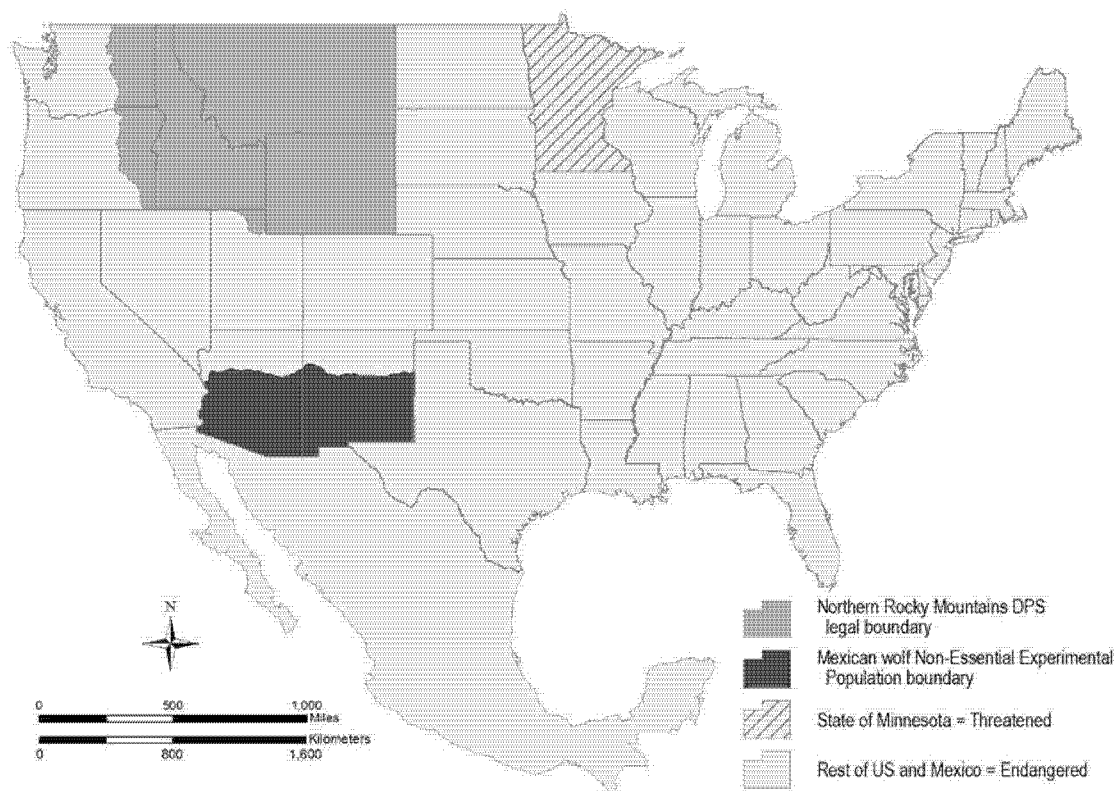 N
0 500 1,000
Miles
Kilometers
0 800 1,600
Northern Rocky Mountains DPS
legal boundary
Mexican wolf Non-Essential Experimental
Population boundary
State of Minnesota = Threatened
Rest of US and Mexico = Endangered